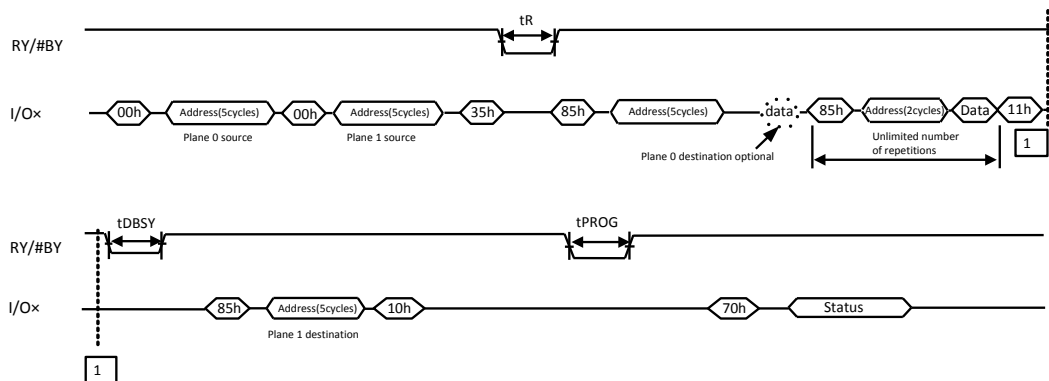 tR
RY/#BY
I/O×
00h Address(5cycles) 00h Address(5cycles) 35h 85h Address(5cycles) data 85h Address(2cycles) Data 11h
Plane 0 source Plane 1 source
Plane 0 destination optional
Unlimited number
of repetitions
1
tDBSY tPROG
RY/#BY
I/O×
85h Address(5cycles) 10h 70h Status
Plane 1 destination
1